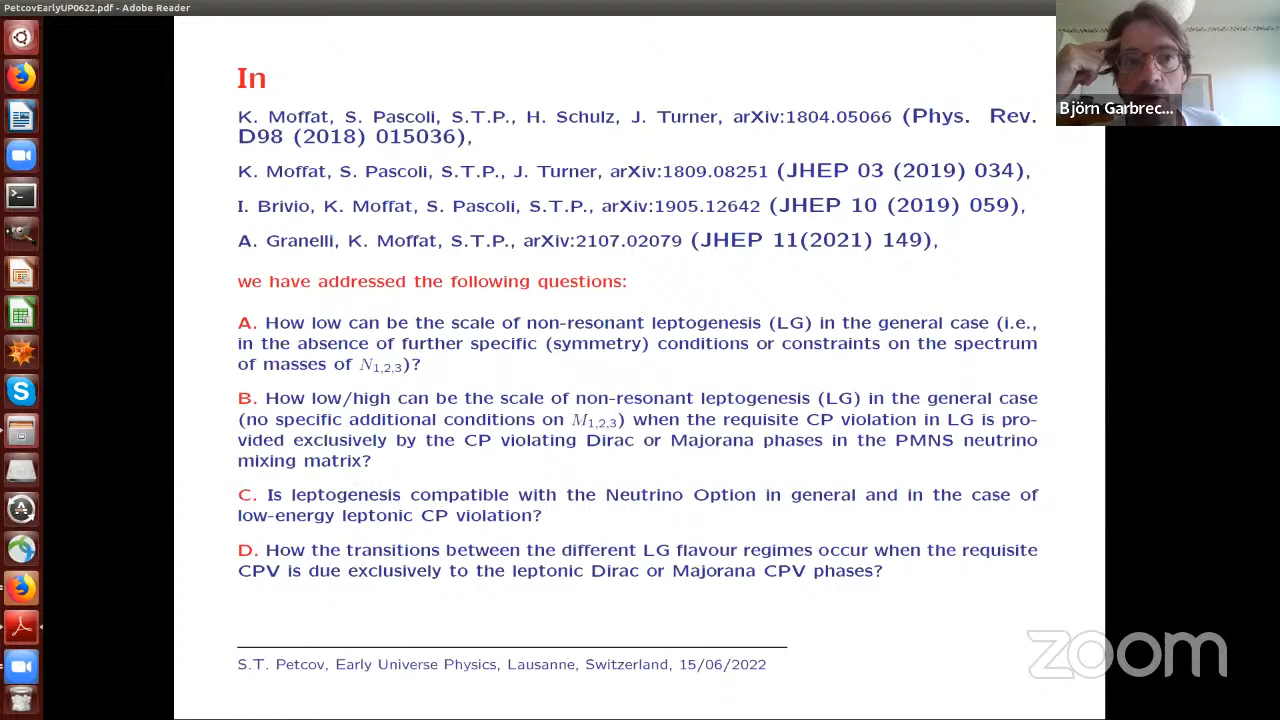 PetcovEarlyUP0622.pdf - Adobe Reader
In
K. Moffat, S. Pascoli, S.T.P., H. Schulz, J. Turner, arXiv:1804.05066 (Phys. Rev.
D98 (2018) 015036),
K. Moffat, S. Pascoli, S.T.P., J. Turner, arXiv:1809.08251 (JHEP 03 (2019) 034),
I. Brivio, K. Moffat, S. Pascoli, S.T.P., arXiv:1905.12642 (JHEP 10 (2019) 059),
A. Granelli, K. Moffat, S.T.P., arXiv:2107.02079 (JHEP 11(2021) 149),
we have addressed the following questions:
A. How low can be the scale of non-resonant leptogenesis (LG) in the general case (i.e.,
in the absence of further specific (symmetry) conditions or constraints on the spectrum
of masses of N1,2,3)?
B. How low/high can be the scale of non-resonant leptogenesis (LG) in the general case
(no specific additional conditions on M1,2,3) when the requisite CP violation in LG is pro-
vided exclusively by the CP violating Dirac or Majorana phases in the PMNS neutrino
mixing matrix?
C. Is leptogenesis compatible with the Neutrino Option in general and in the case of
low-energy leptonic CP violation?
D. How the transitions between the different LG flavour regimes occur when the requisite
CPV is due exclusively to the leptonic Dirac or Majorana CPV phases?
S.T. Petcov, Early Universe Physics, Lausanne, Switzerland, 15/06/2022
Björn Garbrec...
zoom